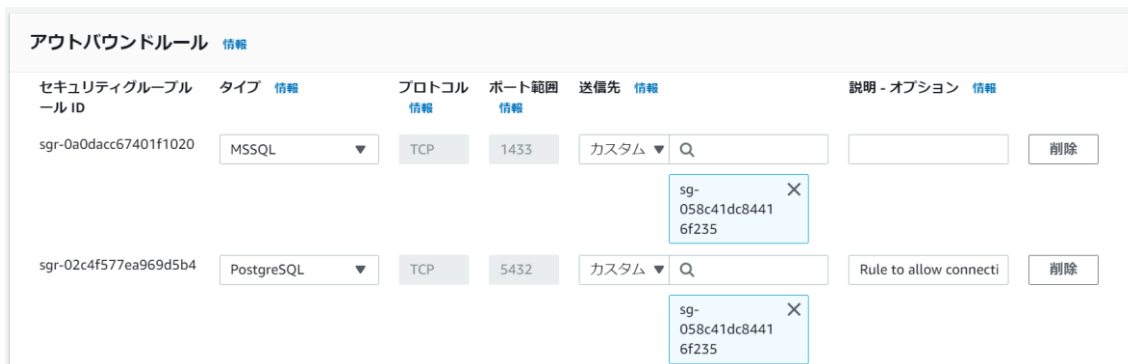 アウトバウンドルール 情報
セキュリティグループル
ール ID
タイプ 情報
プロトコル
情報
ポート範囲
情報
送信先 情報
説明 - オプション 情報
sgr-0a0dacc67401f1020
MSSQL
TCP
1433
カスタム
削除
sg-
058c41dc8441
6f235
sgr-02c4f577ea969d5b4
PostgreSQL
TCP
5432
カスタム
Rule to allow connecti
削除
sg-
058c41dc8441
6f235